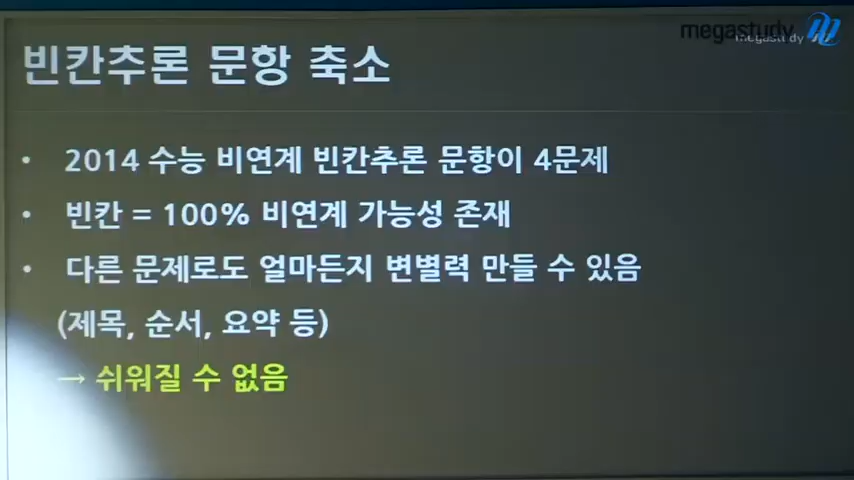 megastudy
megastudy
빈칸추론 문항 축소
• 2014 수능 비연계 빈칸추론 문항이 4문제
• 빈칸 = 100% 비연계 가능성 존재
• 다른 문제로도 얼마든지 변별력 만들 수 있음
(제목, 순서, 요약 등)
→ 쉬워질 수 없음